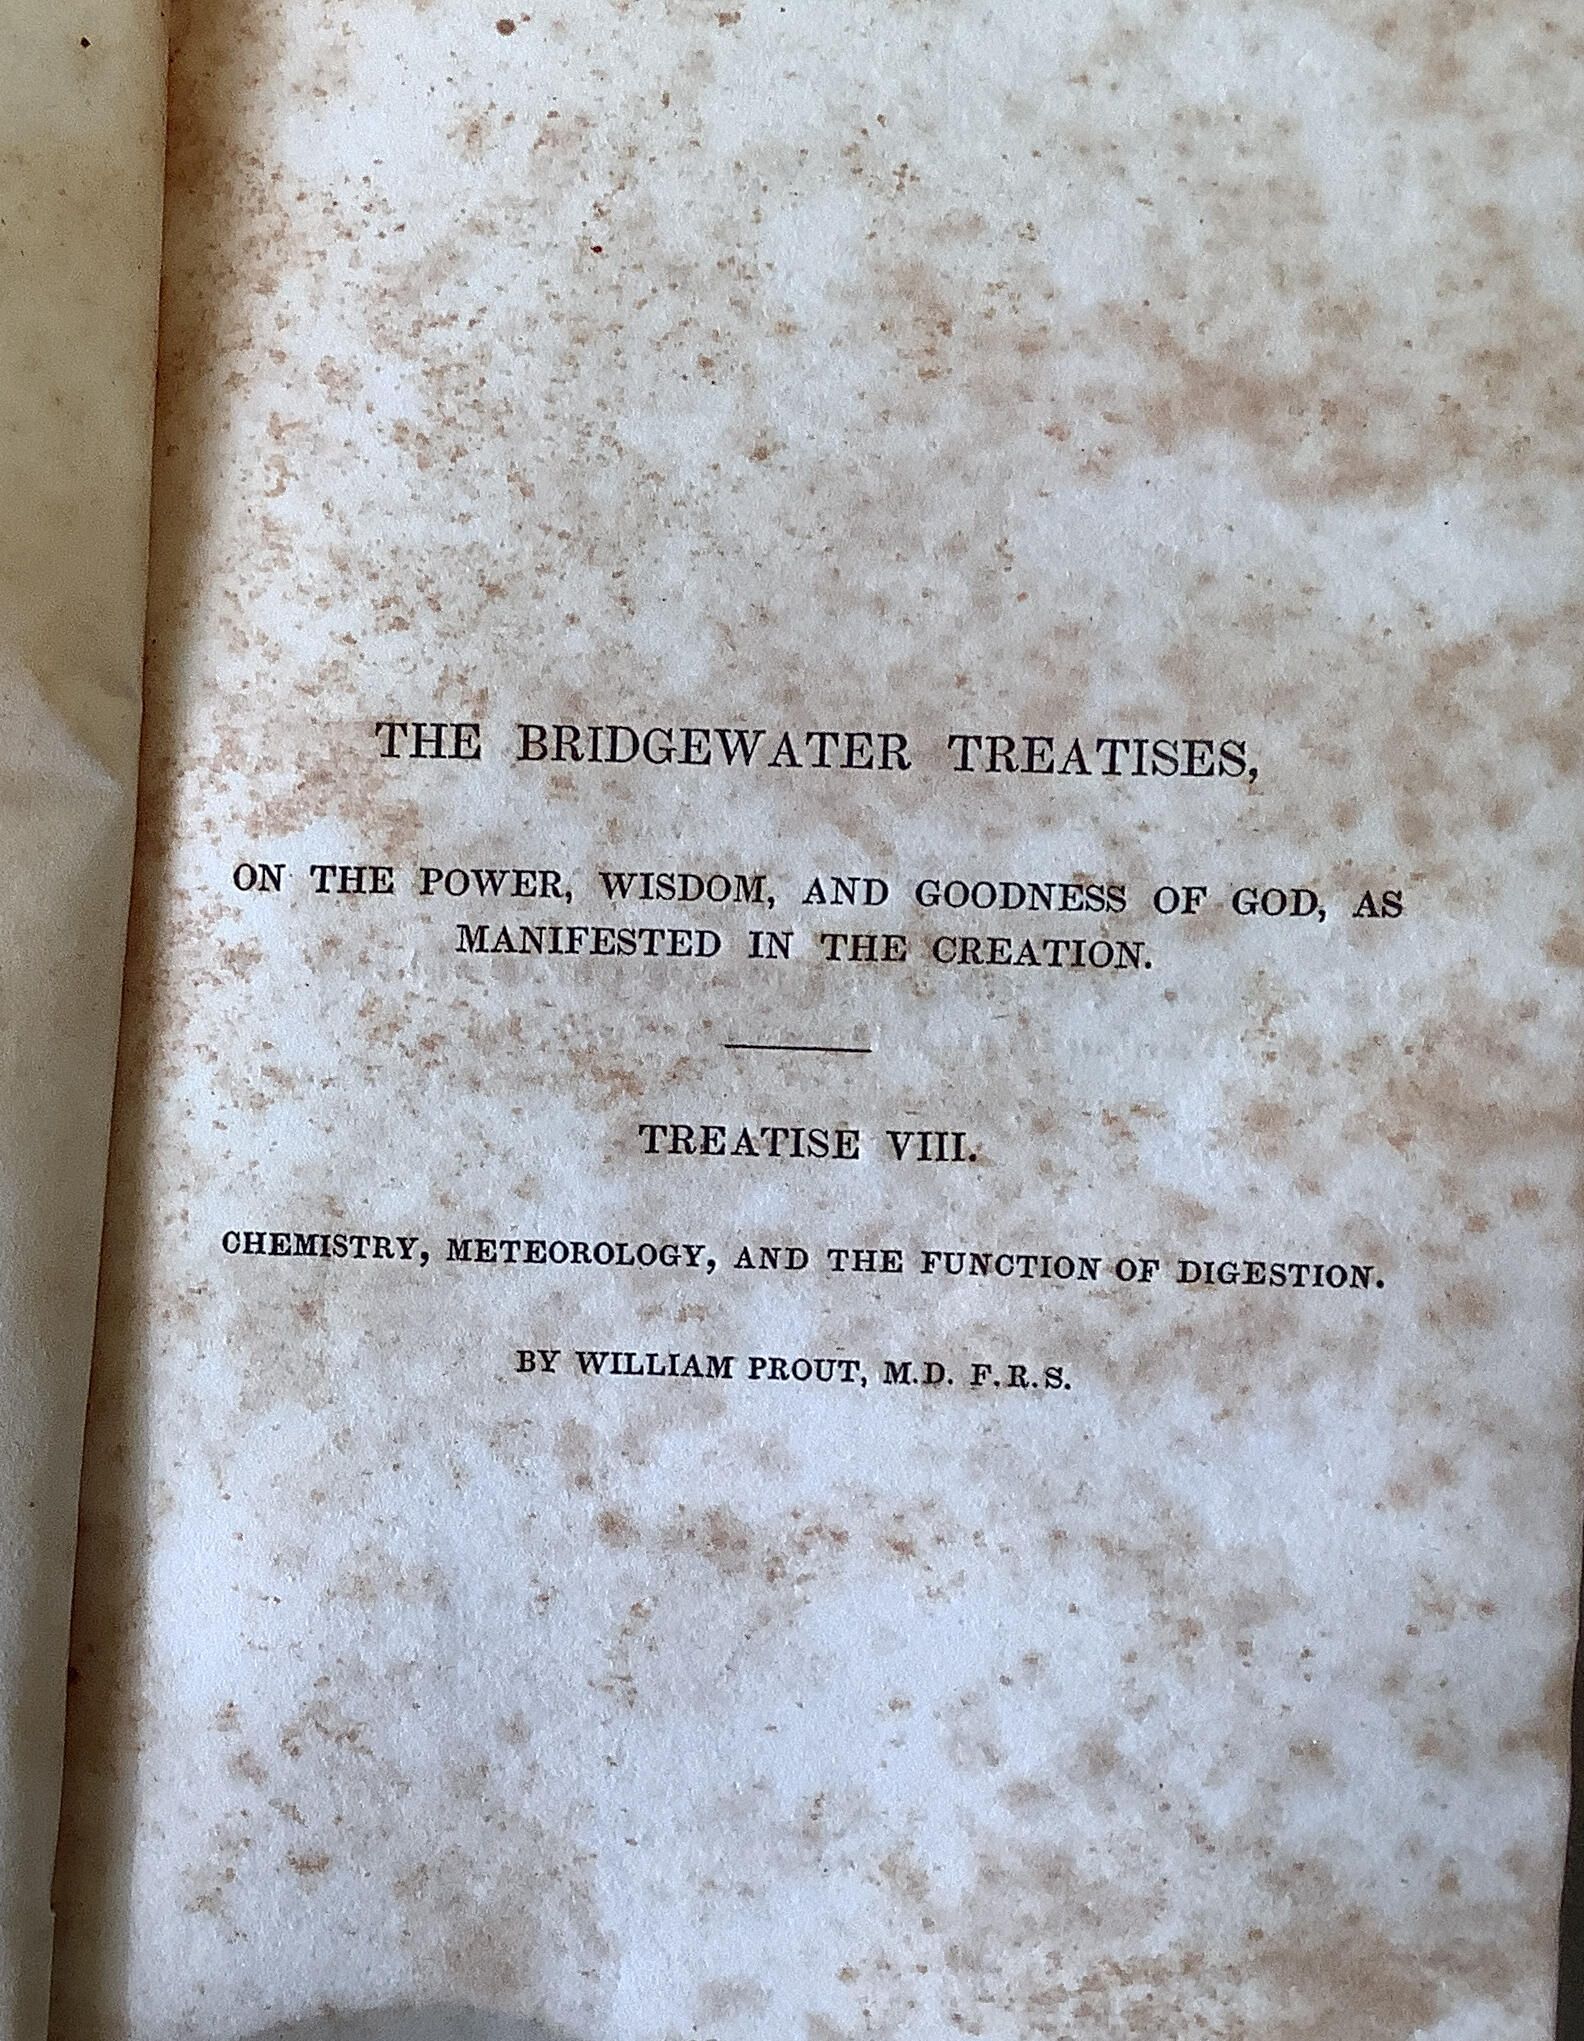 THE BRIDGEWATER TREATISES,
ON THE POWER, WISDOM, AND GOODNESS OF GOD, AS
MANIFESTED IN THE CREATION.
TREATISE VIII.
CHEMISTRY, METEOROLOGY, AND THE FUNCTION OF DIGESTION.
BY WILLIAM PROUT, M.D. F.R.S.